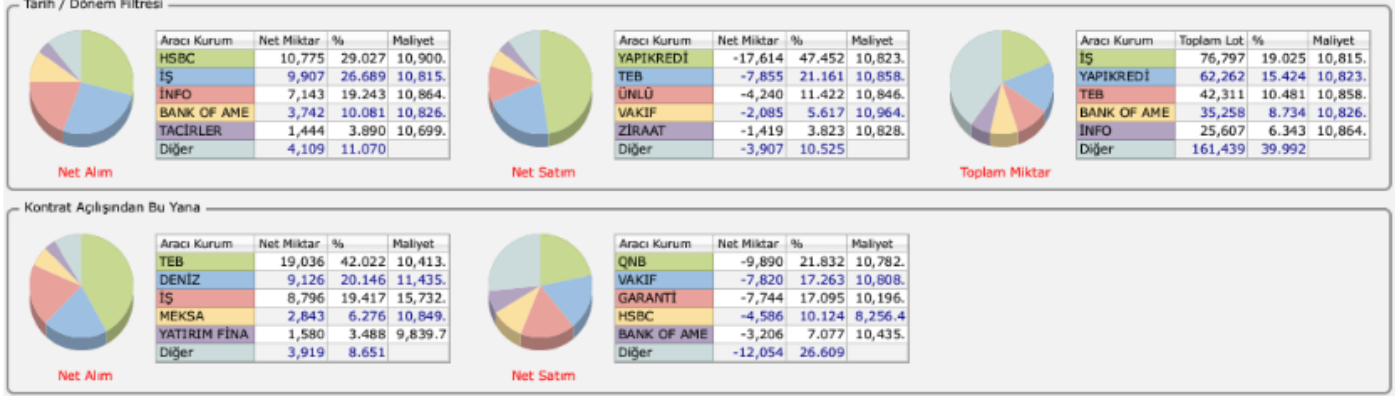 Tarih / Dönem Filtresi
Aracı Kurum Net Miktar % Maliyet
HSBC 10,775 29.027 10,900.
İŞ 9,907 26.689 10,815.
İNFO 7,143 19.243 10,864.
BANK OF AME 3,742 10.081 10,826.
TACİRLER 1,444 3.890 10,699.
Diğer 4,109 11.070
Net Alım
Aracı Kurum Net Miktar % Maliyet
YAPIKREDİ -17,614 47.452 10,823.
TEB -7,855 21.161 10,858.
ÜNLÜ -4,240 11.422 10,846.
VAKIF -2,085 5.617 10,964.
ZİRAAT -1,419 3.823 10,828.
Diğer -3,907 10.525
Net Satım
Aracı Kurum Toplam Lot % Maliyet
İŞ 76,797 19.025 10,815.
YAPIKREDİ 62,262 15.424 10,823.
TEB 42,311 10.481 10,858.
BANK OF AME 35,258 8.734 10,826.
İNFO 25,607 6.343 10,864.
Diğer 161,439 39.992
Toplam Miktar
Kontrat Açılışından Bu Yana
Aracı Kurum Net Miktar % Maliyet
TEB 19,036 42.022 10,413.
DENİZ 9,126 20.146 11,435.
İŞ 8,796 19.417 15,732.
MEKSA 2,843 6.276 10,849.
YATIRIM FİNA 1,580 3.488 9,839.7
Diğer 3,919 8.651
Net Alım
Aracı Kurum Net Miktar % Maliyet
QNB -9,890 21.832 10,782.
VAKIF -7,820 17.263 10,808.
GARANTİ -7,744 17.095 10,196.
HSBC -4,586 10.124 8,256.4
BANK OF AME -3,206 7.077 10,435.
Diğer -12,054 26.609
Net Satım